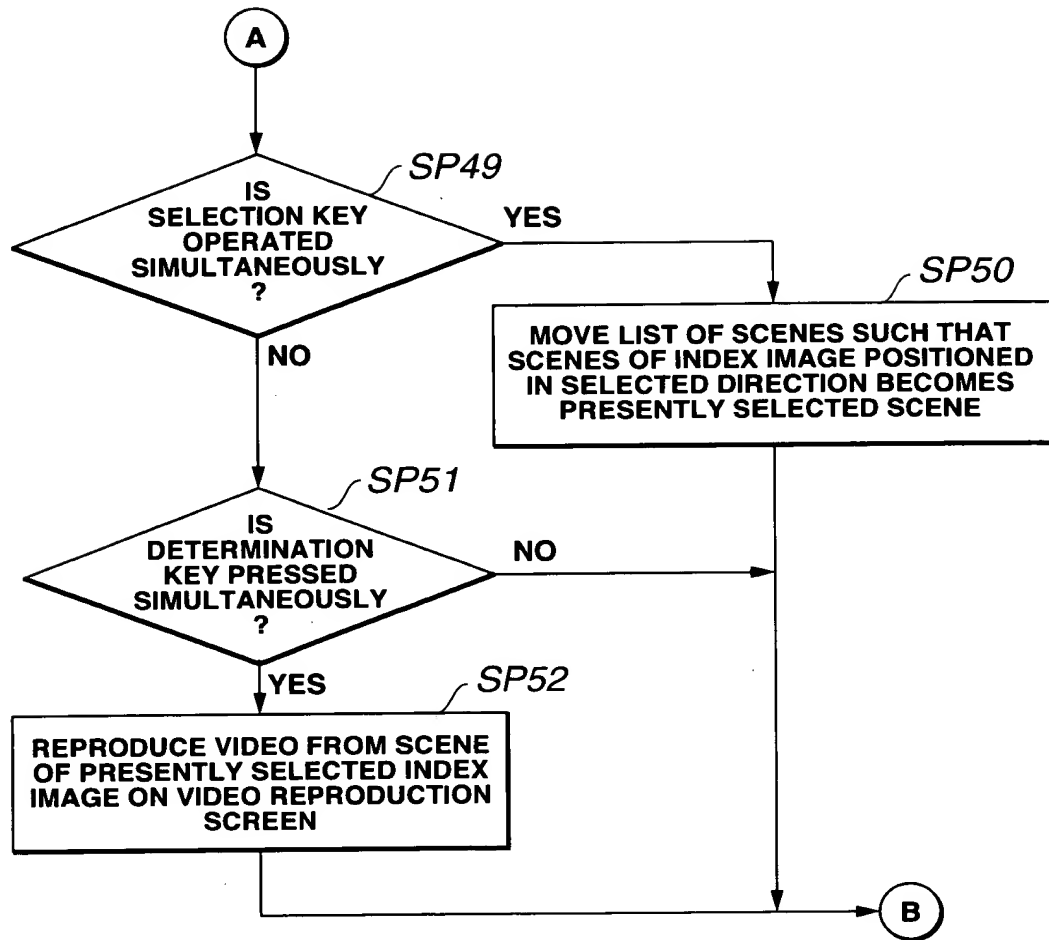 A
SP49
IS
SELECTION KEY
OPERATED
SIMULTANEOUSLY
?
YES
NO
SP50
MOVE LIST OF SCENES SUCH THAT
SCENES OF INDEX IMAGE POSITIONED
IN SELECTED DIRECTION BECOMES
PRESENTLY SELECTED SCENE
SP51
IS
DETERMINATION
KEY PRESSED
SIMULTANEOUSLY
?
NO
YES
SP52
REPRODUCE VIDEO FROM SCENE
OF PRESENTLY SELECTED INDEX
IMAGE ON VIDEO REPRODUCTION
SCREEN
B